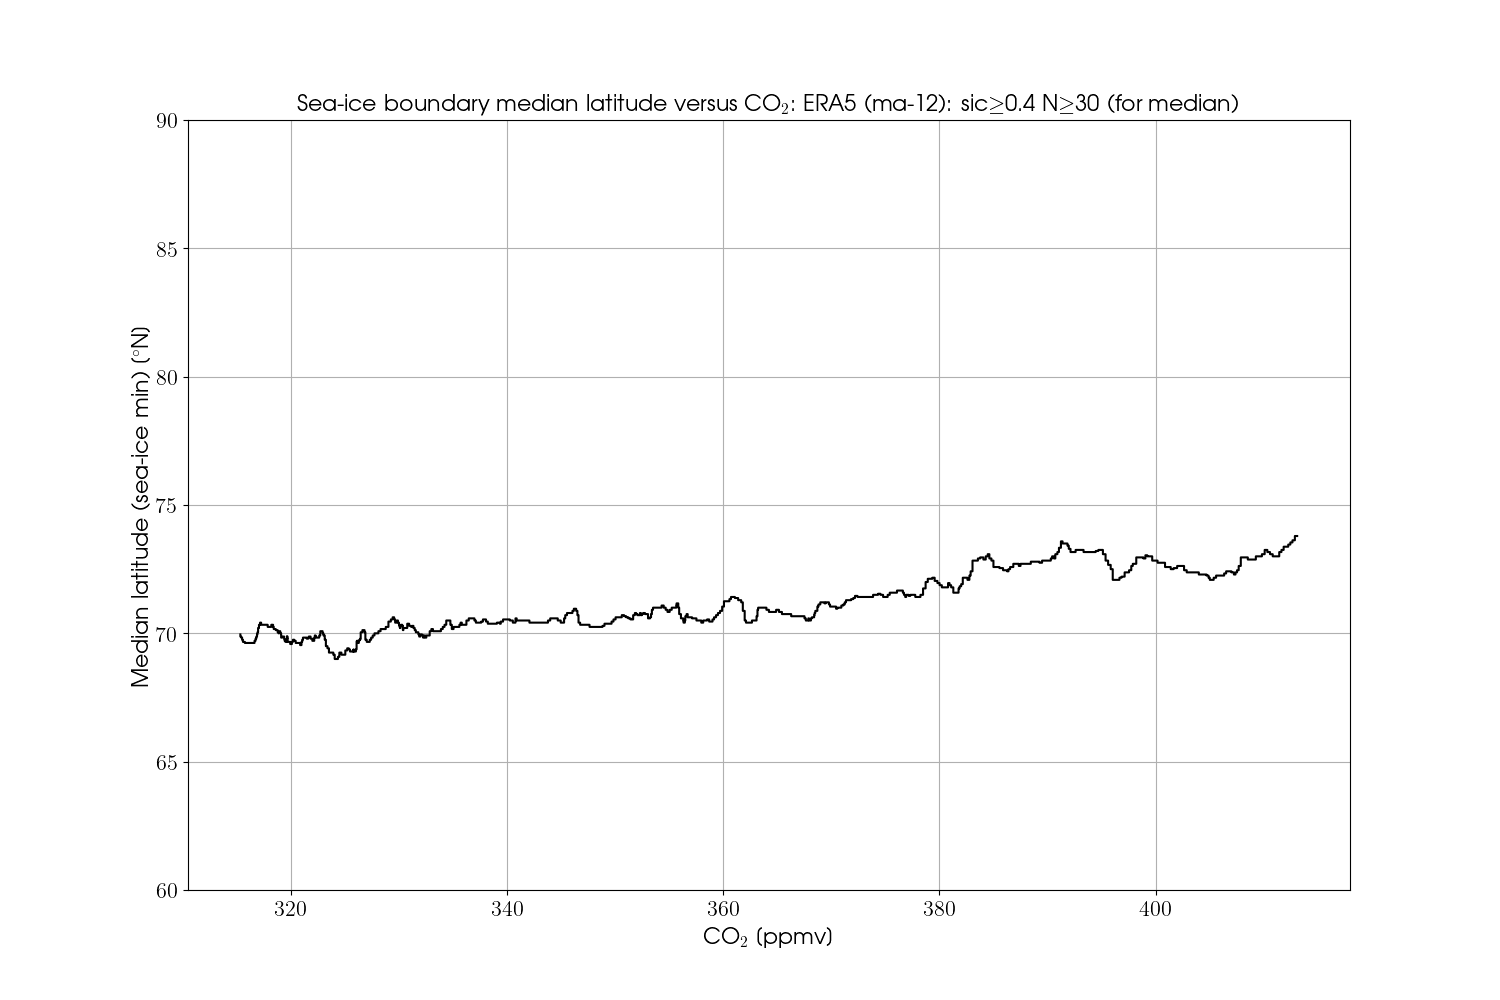 Sea-ice boundary median latitude versus CO₂: ERA5 (ma-12): sic≥0.4 N≥30 (for median)
90
85
80
75
70
65
60
Median latitude (sea-ice min) (°N)
320 340 360 380 400
CO₂ (ppmv)